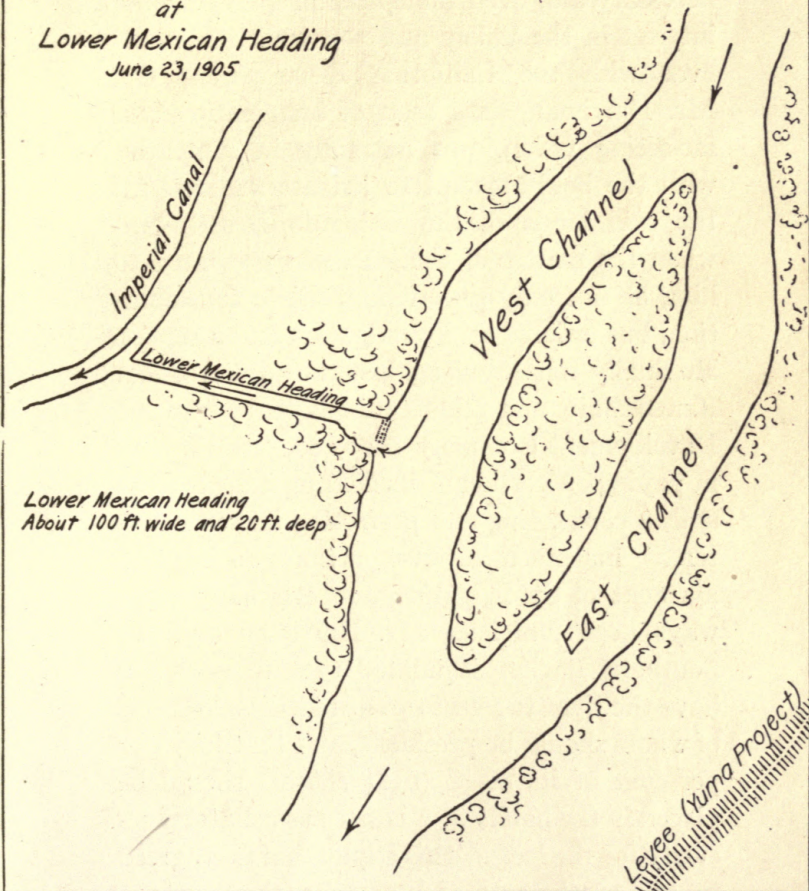 at
Lower Mexican Heading
June 23, 1905
Imperial Canal
West Channel
Lower Mexican Heading
Lower Mexican Heading
About 100 ft. wide and 20 ft. deep
East Channel
Levee (Yuma Project)